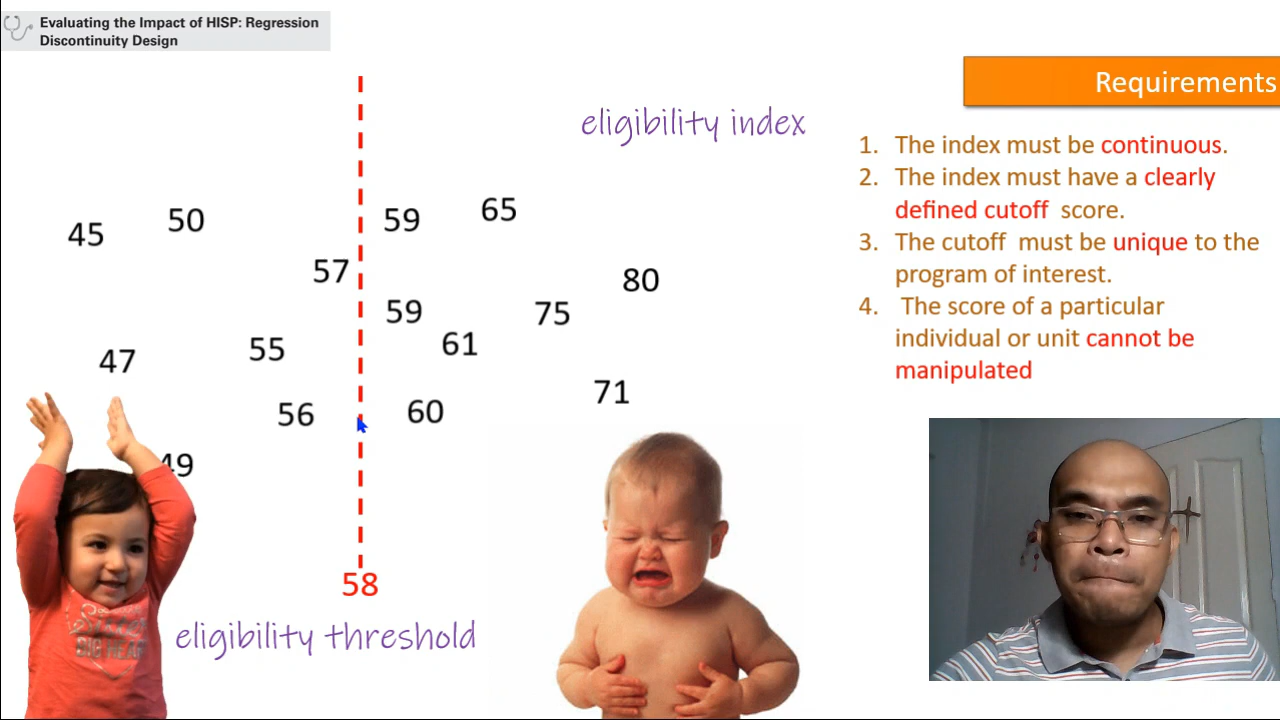 Evaluating the Impact of HISP: Regression
Discontinuity Design
Requirements
eligibility index
1. The index must be continuous.
2. The index must have a clearly
defined cutoff score.
3. The cutoff must be unique to the
program of interest.
4. The score of a particular
individual or unit cannot be
manipulated
45
50
59
65
57
80
59
75
55
61
47
71
56
60
49
58
eligibility threshold
BIG HEART